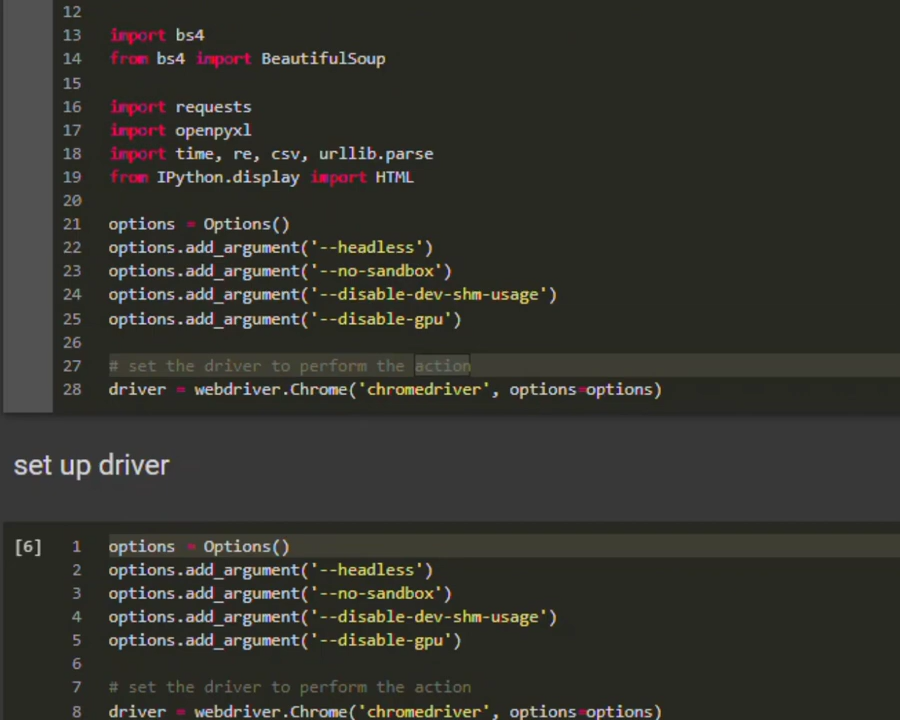 12
13 import bs4
14 from bs4 import BeautifulSoup
15
16 import requests
17 import openpyxl
18 import time, re, csv, urllib.parse
19 from IPython.display import HTML
20
21 options = Options()
22 options.add_argument('--headless')
23 options.add_argument('--no-sandbox')
24 options.add_argument('--disable-dev-shm-usage')
25 options.add_argument('--disable-gpu')
26
27 # set the driver to perform the action
28 driver = webdriver.Chrome('chromedriver', options=options)
set up driver
[6] 1 options = Options()
2 options.add_argument('--headless')
3 options.add_argument('--no-sandbox')
4 options.add_argument('--disable-dev-shm-usage')
5 options.add_argument('--disable-gpu')
6
7 # set the driver to perform the action
8 driver = webdriver.Chrome('chromedriver', options=options)